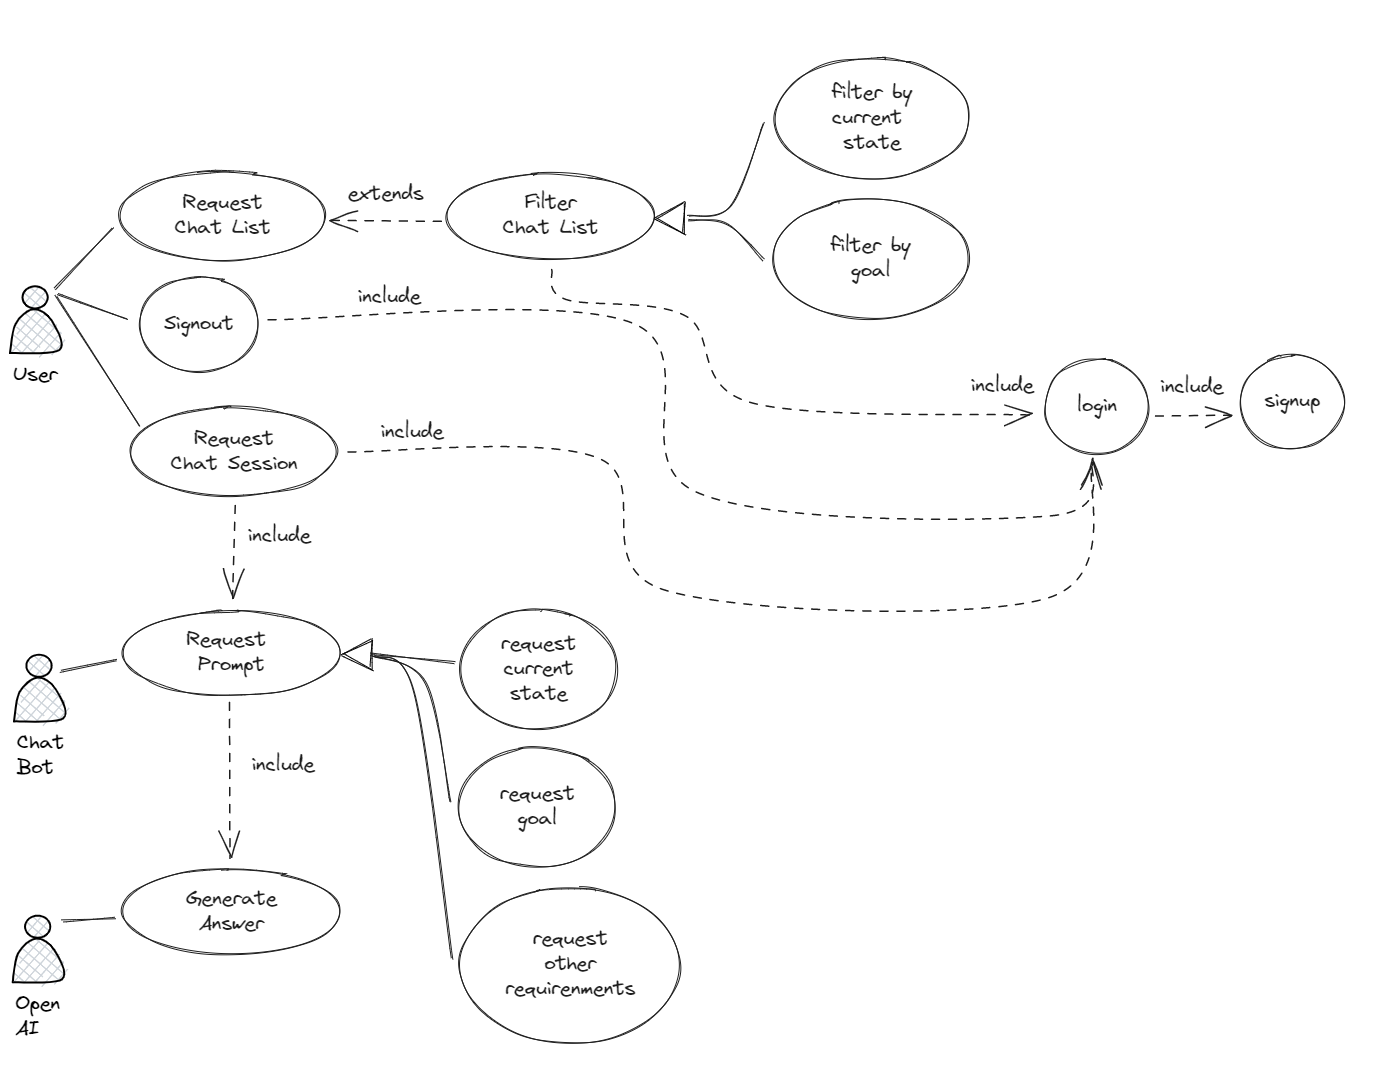 filter by
current
state
Request
Chat List
extends
Filter
Chat List
filter by
goal
include
Signout
User
include
login
include
signup
include
Request
Chat Session
include
Request
Prompt
request
current
state
Chat
Bot
include
request
goal
Generate
Answer
request
other
requirenments
Open
AI